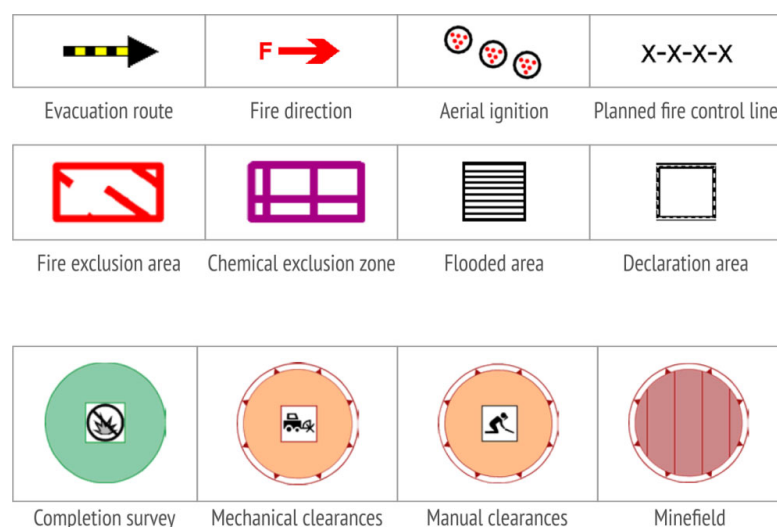 F
X-X-X-X
Evacuation route
Fire direction
Aerial ignition
Planned fire control line
Fire exclusion area
Chemical exclusion zone
Flooded area
Declaration area
Completion survey
Mechanical clearances
Manual clearances
Minefield